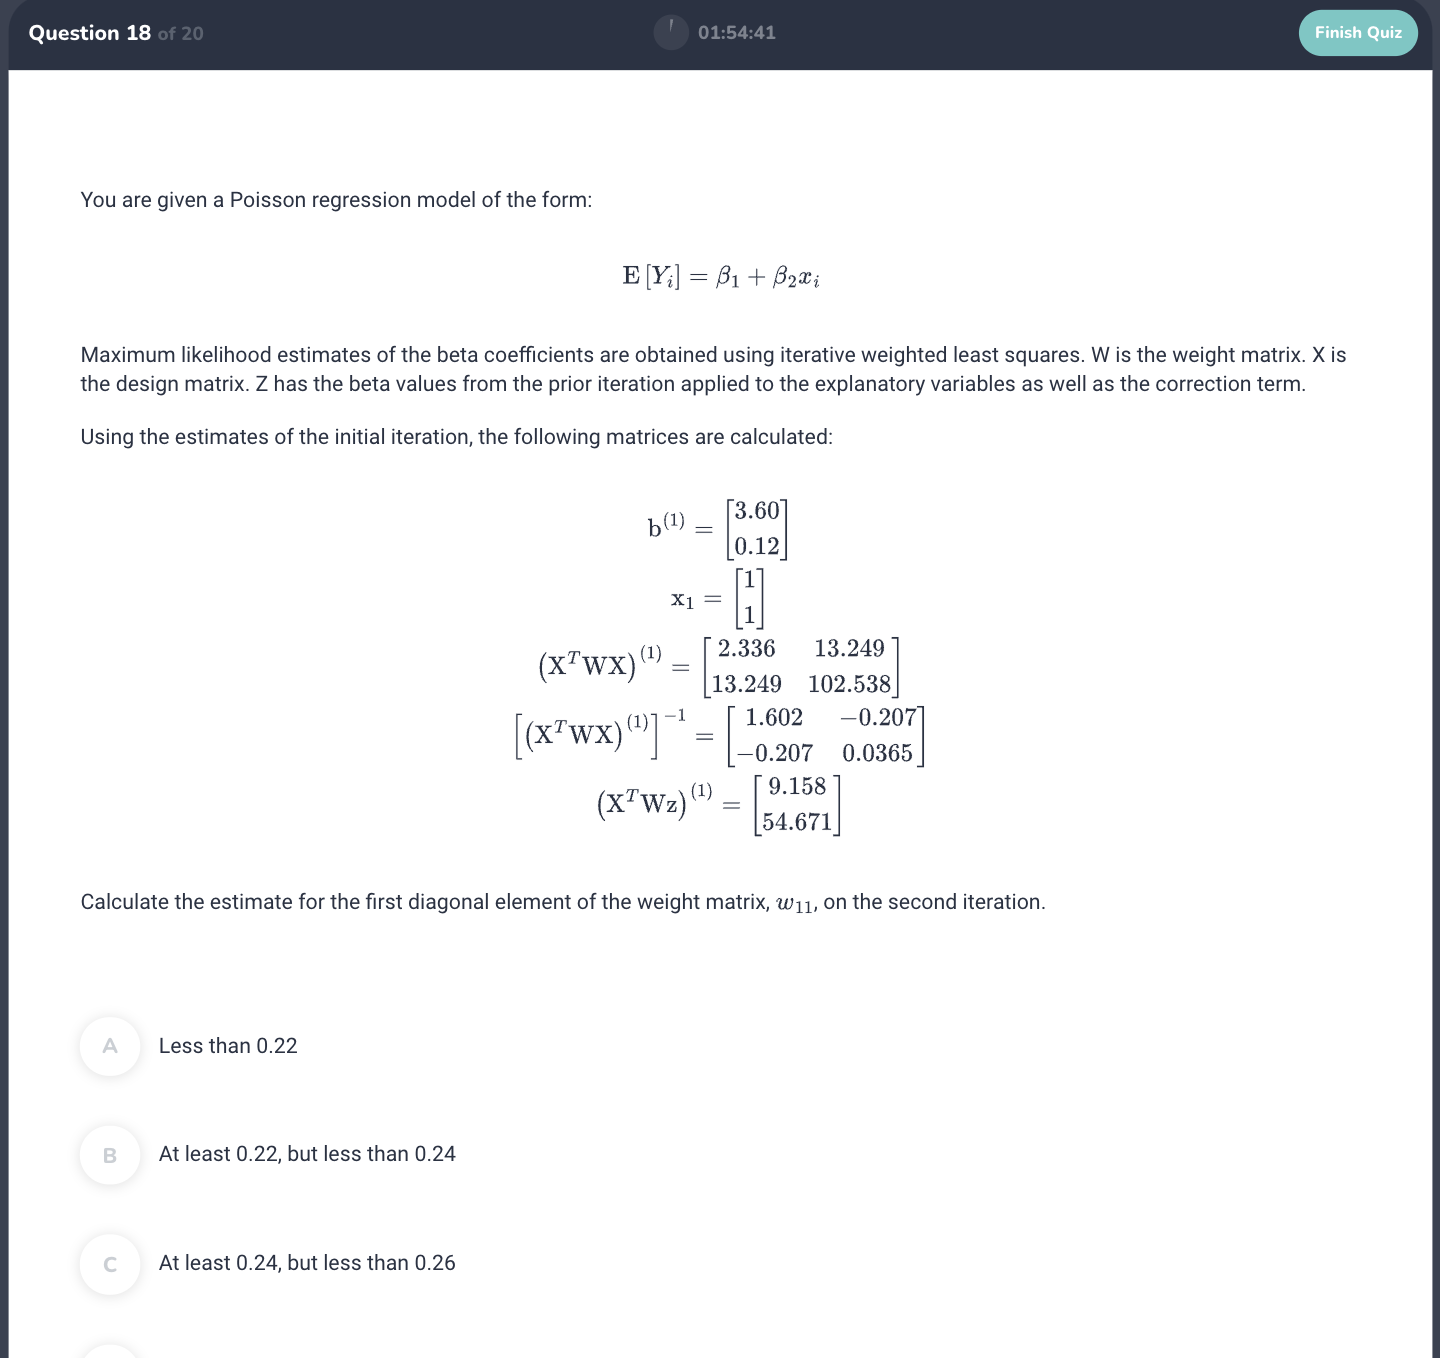 Question 18 of 20
01:54:41
Finish Quiz
You are given a Poisson regression model of the form:
E [Yᵢ] = β₁ + β₂xᵢ
Maximum likelihood estimates of the beta coefficients are obtained using iterative weighted least squares. W is the weight matrix. X is
the design matrix. Z has the beta values from the prior iteration applied to the explanatory variables as well as the correction term.
Using the estimates of the initial iteration, the following matrices are calculated:
b⁽¹⁾ = [3.60
0.12]
x₁ = [1
1]
(XᵀWX)⁽¹⁾ = [2.336 13.249
13.249 102.538]
[(XᵀWX)⁽¹⁾]⁻¹ = [1.602 −0.207
−0.207 0.0365]
(XᵀWz)⁽¹⁾ = [9.158
54.671]
Calculate the estimate for the first diagonal element of the weight matrix, w₁₁, on the second iteration.
A Less than 0.22
B At least 0.22, but less than 0.24
C At least 0.24, but less than 0.26